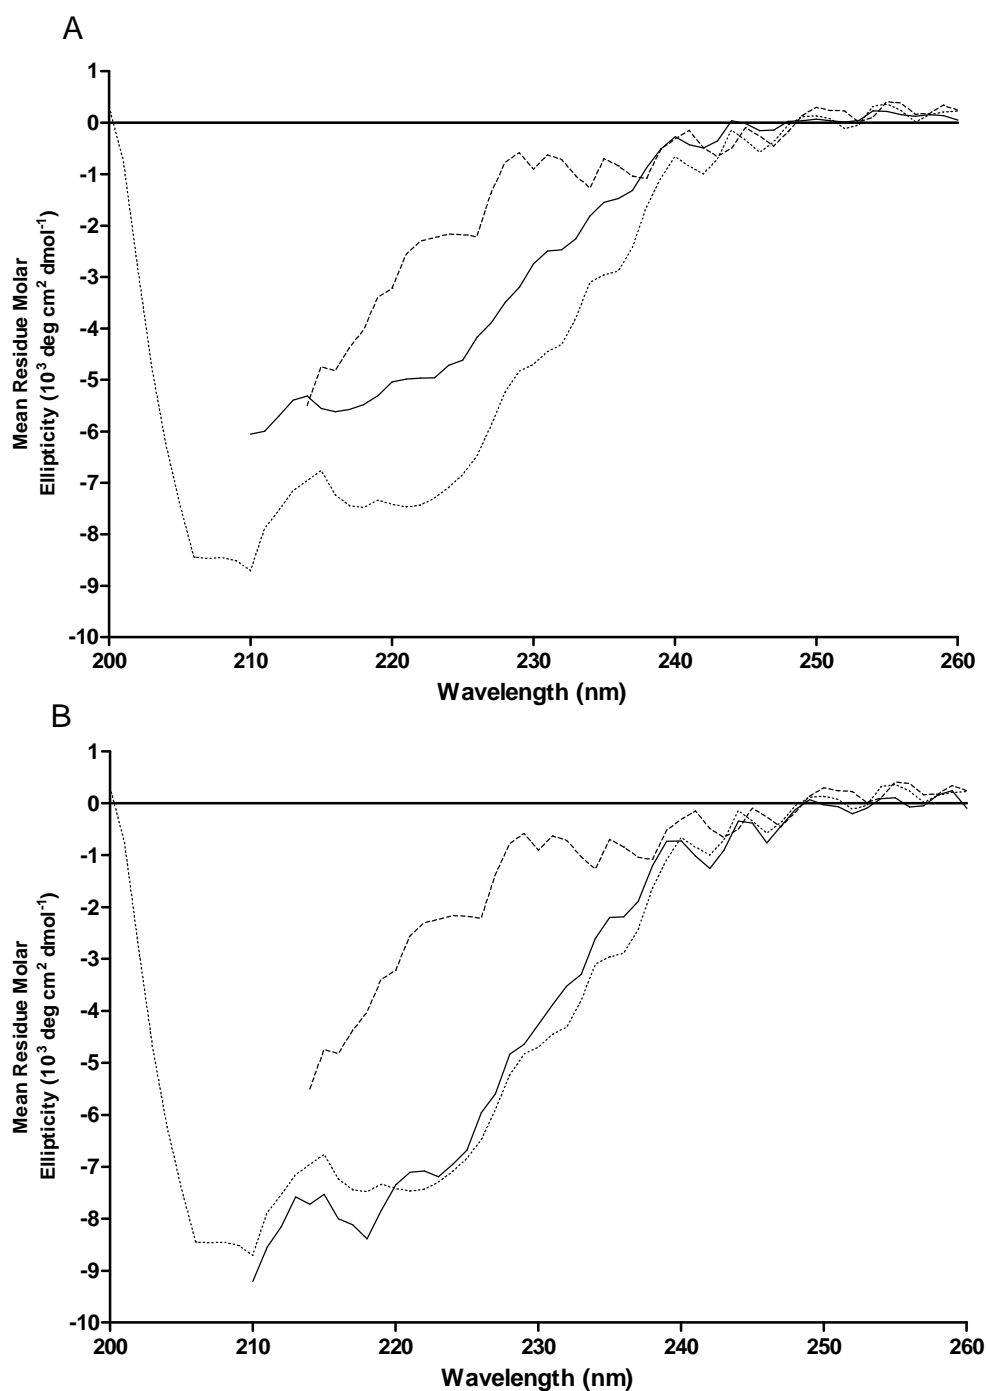 A
Mean Residue Molar
Ellipticity (10³ deg cm² dmol⁻¹)
1
0
-1
-2
-3
-4
-5
-6
-7
-8
-9
-10
200 210 220 230 240 250 260
Wavelength (nm)
B
Mean Residue Molar
Ellipticity (10³ deg cm² dmol⁻¹)
1
0
-1
-2
-3
-4
-5
-6
-7
-8
-9
-10
200 210 220 230 240 250 260
Wavelength (nm)